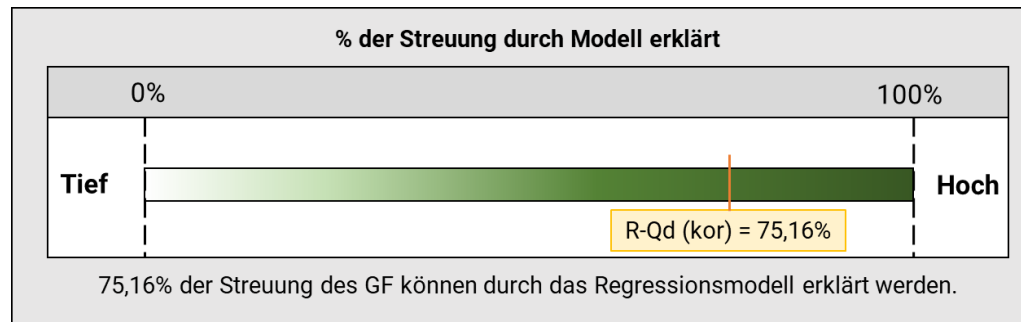 % der Streuung durch Modell erklärt
0% 100%
Tief Hoch
R-Qd (kor) = 75,16%
75,16% der Streuung des GF können durch das Regressionsmodell erklärt werden.